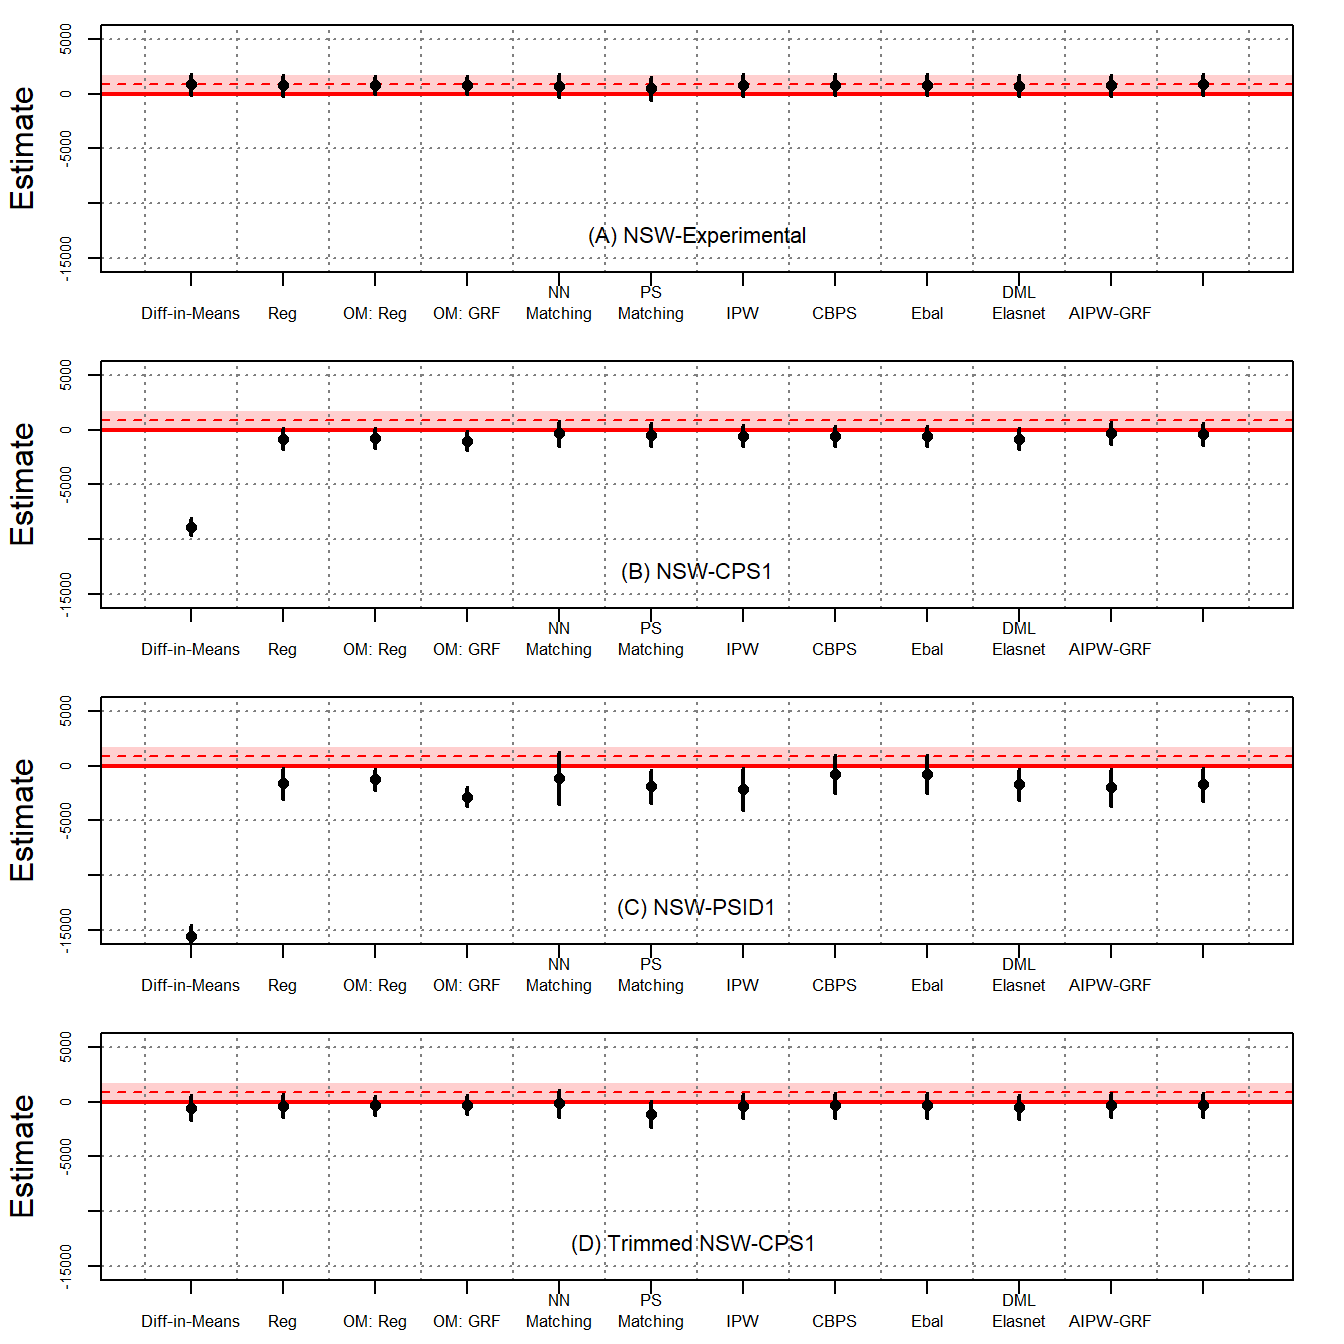 Estimate
5000
0
-5000
-15000
(A) NSW-Experimental
NN PS DML
Diff-in-Means Reg OM: Reg OM: GRF Matching Matching IPW CBPS Ebal Elasnet AIPW-GRF
Estimate
5000
0
-5000
-15000
(B) NSW-CPS1
NN PS DML
Diff-in-Means Reg OM: Reg OM: GRF Matching Matching IPW CBPS Ebal Elasnet AIPW-GRF
Estimate
5000
0
-5000
-15000
(C) NSW-PSID1
NN PS DML
Diff-in-Means Reg OM: Reg OM: GRF Matching Matching IPW CBPS Ebal Elasnet AIPW-GRF
Estimate
5000
0
-5000
-15000
(D) Trimmed NSW-CPS1
NN PS DML
Diff-in-Means Reg OM: Reg OM: GRF Matching Matching IPW CBPS Ebal Elasnet AIPW-GRF